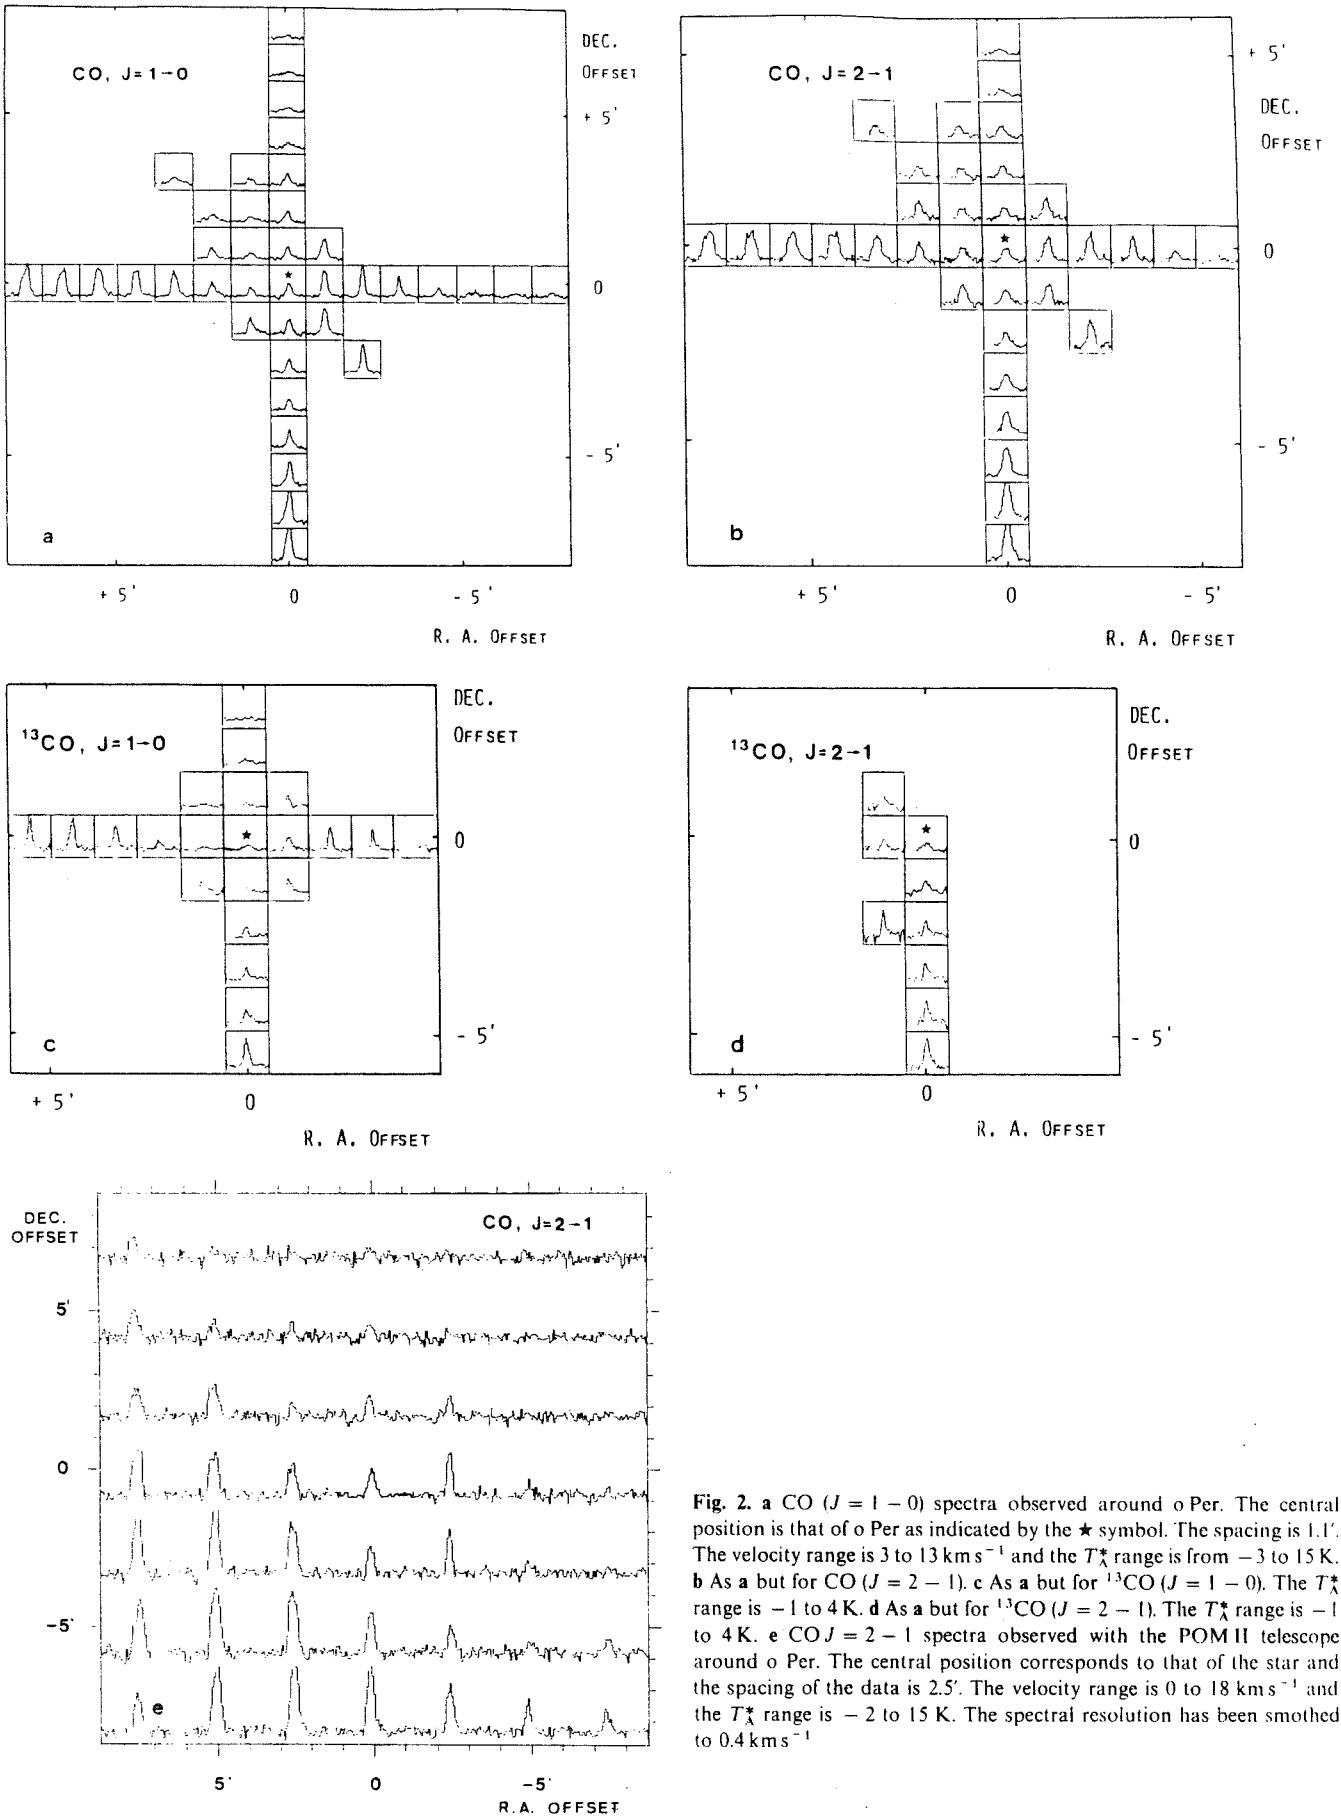 CO, J=1-0
DEC.
OFFSET
+ 5'
0
- 5'
a
+ 5'
0
- 5'
R. A. OFFSET
CO, J=2-1
+ 5'
DEC.
OFFSET
0
- 5'
b
+ 5'
0
- 5'
R. A. OFFSET
¹³CO, J=1-0
DEC.
OFFSET
0
- 5'
c
+ 5'
0
R. A. OFFSET
¹³CO, J=2-1
DEC.
OFFSET
0
- 5'
d
+ 5'
0
R. A. OFFSET
DEC.
OFFSET
CO, J=2-1
5'
0
-5'
e
5'
0
-5'
R.A. OFFSET
Fig. 2. a CO (J = 1 − 0) spectra observed around o Per. The central
position is that of o Per as indicated by the ★ symbol. The spacing is 1.1'.
The velocity range is 3 to 13 km s⁻¹ and the T*A range is from − 3 to 15 K.
b As a but for CO (J = 2 − 1). c As a but for ¹³CO (J = 1 − 0). The T*A
range is − 1 to 4 K. d As a but for ¹³CO (J = 2 − 1). The T*A range is − 1
to 4 K. e CO J = 2 − 1 spectra observed with the POM II telescope
around o Per. The central position corresponds to that of the star and
the spacing of the data is 2.5'. The velocity range is 0 to 18 km s⁻¹ and
the T*A range is − 2 to 15 K. The spectral resolution has been smothed
to 0.4 km s⁻¹